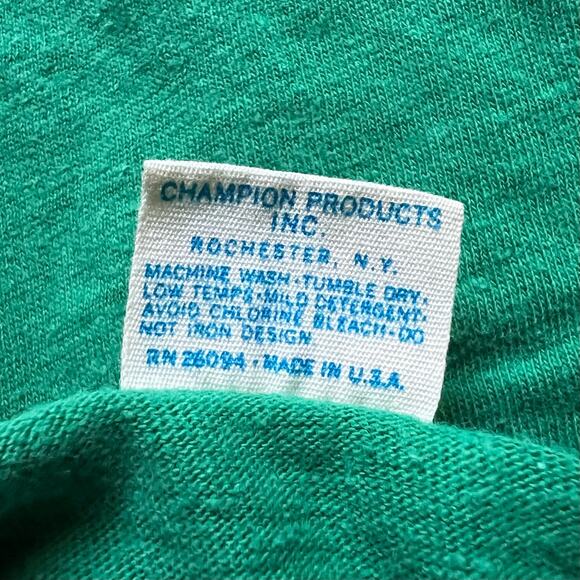 CHAMPION PRODUCTS
INC.
ROCHESTER, N.Y.
MACHINE WASH·TUMBLE DRY·
LOW TEMPS·MILD DETERGENT·
AVOID CHLORINE BLEACH·DO
NOT IRON DESIGN
RN 26094 · MADE IN U.S.A.